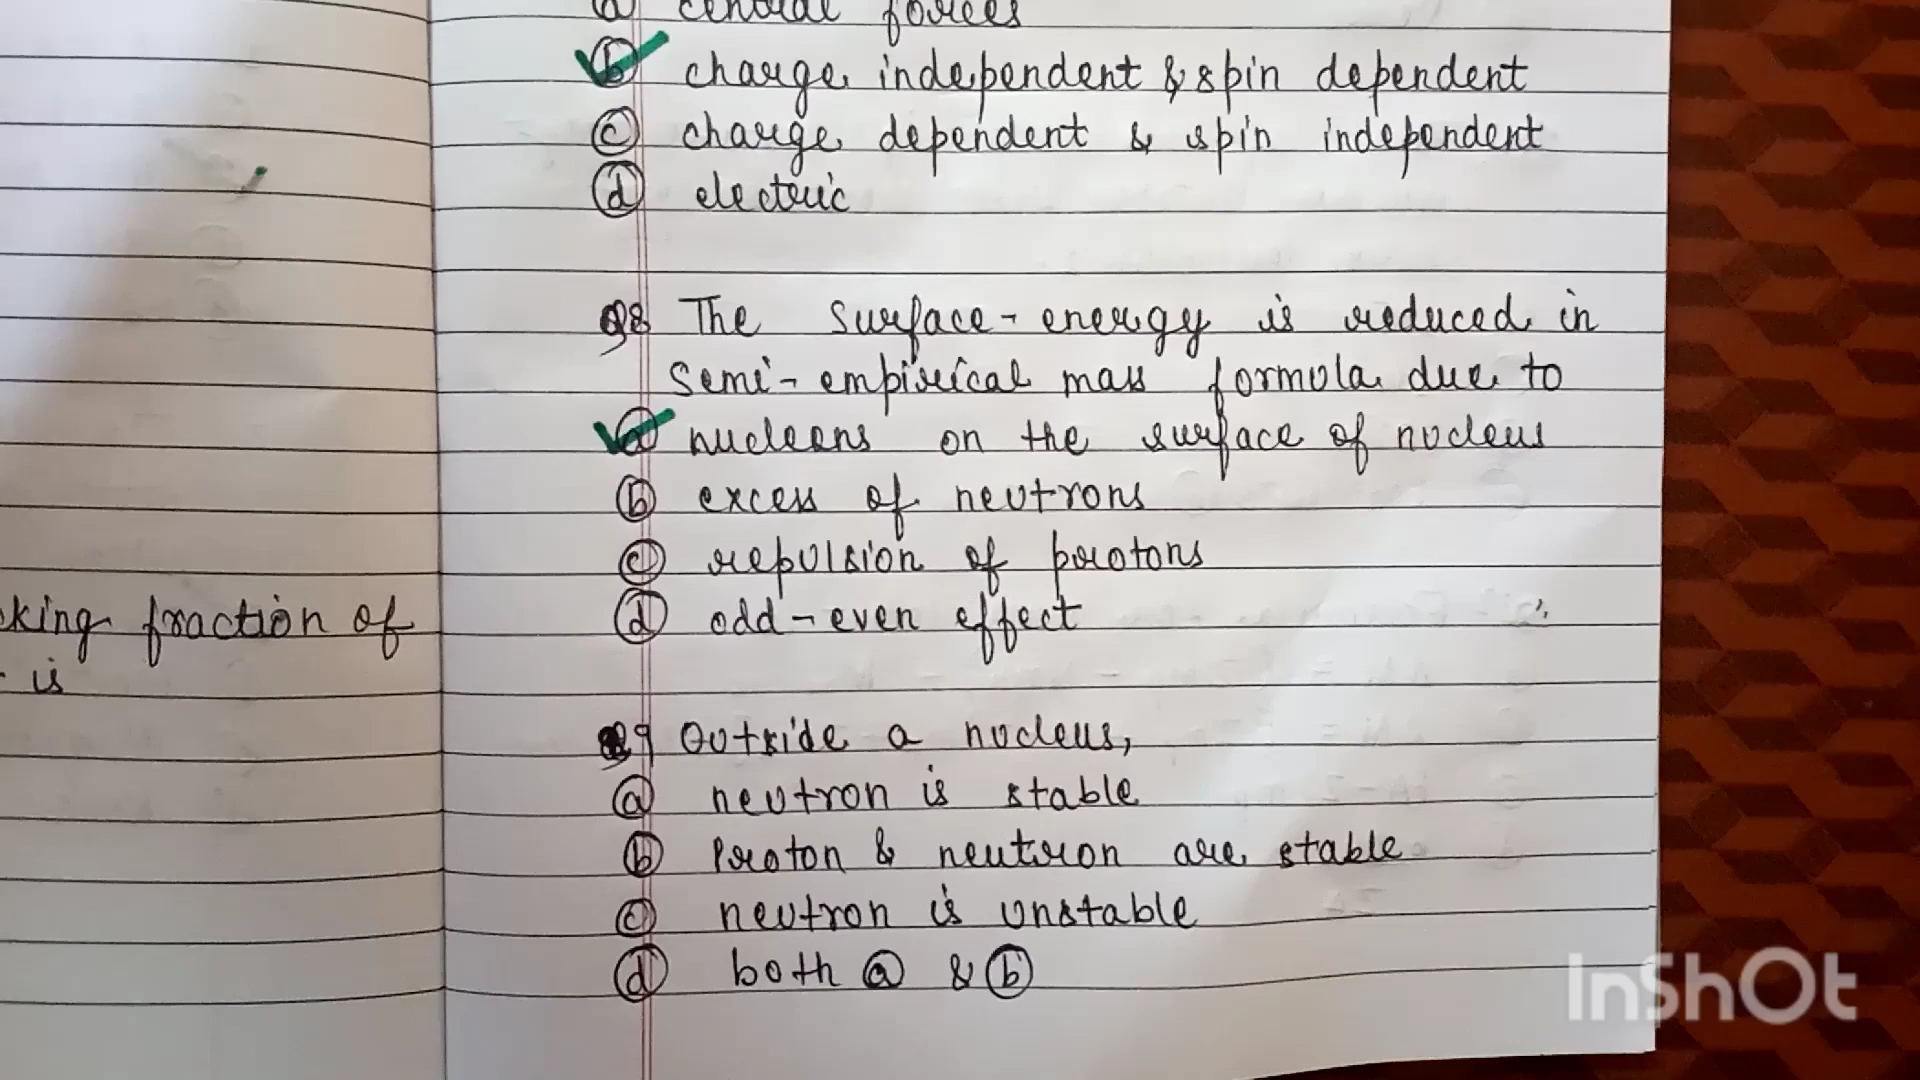 (a) central forces
(b) charge independent & spin dependent
(c) charge dependent & spin independent
(d) electric
Q8 The surface-energy is reduced in
semi-empirical mass formula due to
(a) nucleons on the surface of nucleus
(b) excess of neutrons
(c) repulsion of protons
(d) odd-even effect
king fraction of
is
Q9 Outside a nucleus,
(a) neutron is stable
(b) Proton & neutron are stable
(c) neutron is unstable
(d) both (a) & (b)
InShOt